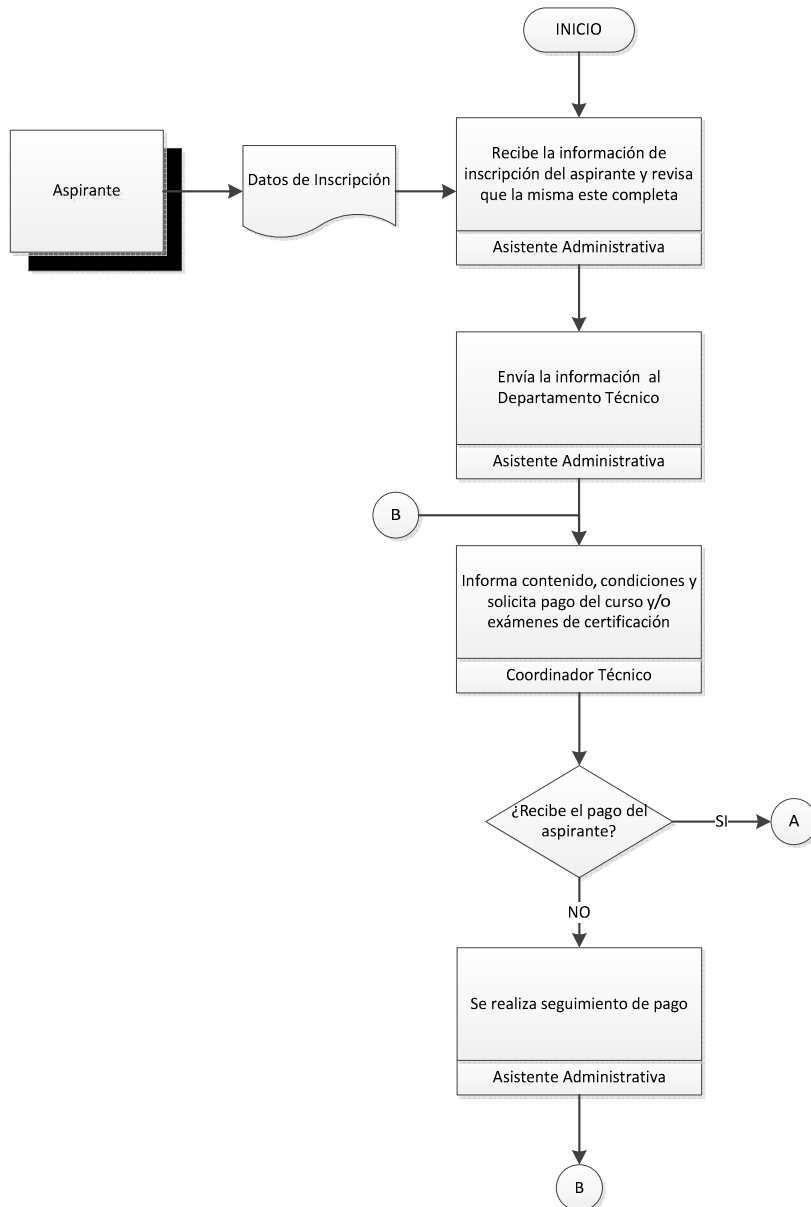 INICIO
Aspirante
Datos de Inscripción
Recibe la información de
inscripción del aspirante y revisa
que la misma este completa
Asistente Administrativa
Envía la información al
Departamento Técnico
Asistente Administrativa
B
Informa contenido, condiciones y
solicita pago del curso y/o
exámenes de certificación
Coordinador Técnico
¿Recibe el pago del
aspirante?
SI
A
NO
Se realiza seguimiento de pago
Asistente Administrativa
B